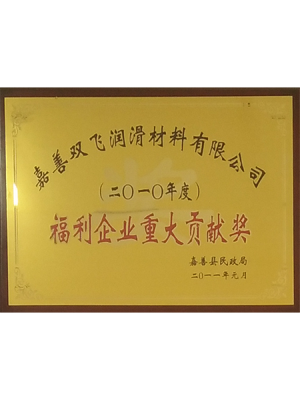 嘉善双飞润滑材料有限公司
(二〇一〇年度)
福利企业重大贡献奖
嘉善县民政局
二〇一一年元月